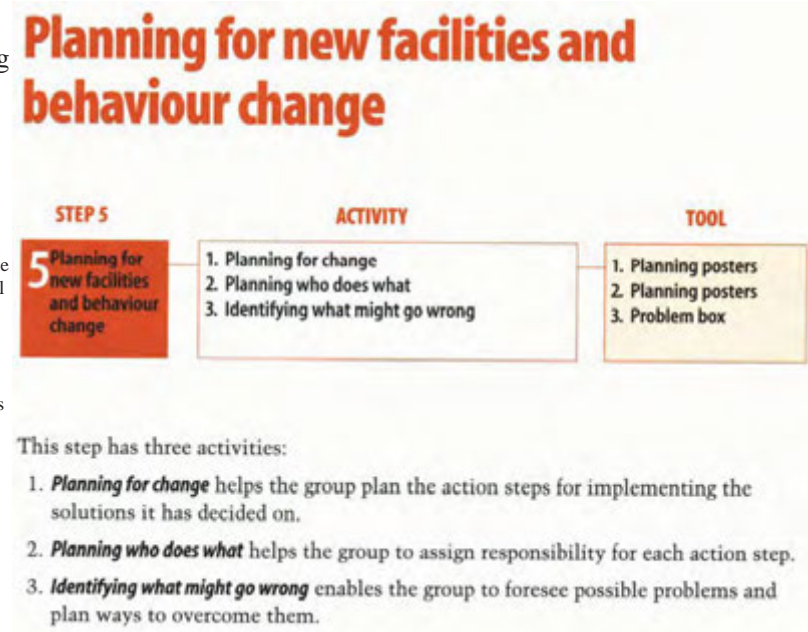 Planning for new facilities and
behaviour change
STEP 5
ACTIVITY
TOOL
5 Planning for
new facilities
and behaviour
change
1. Planning for change
2. Planning who does what
3. Identifying what might go wrong
1. Planning posters
2. Planning posters
3. Problem box
This step has three activities:
1. Planning for change helps the group plan the action steps for implementing the
solutions it has decided on.
2. Planning who does what helps the group to assign responsibility for each action step.
3. Identifying what might go wrong enables the group to foresee possible problems and
plan ways to overcome them.